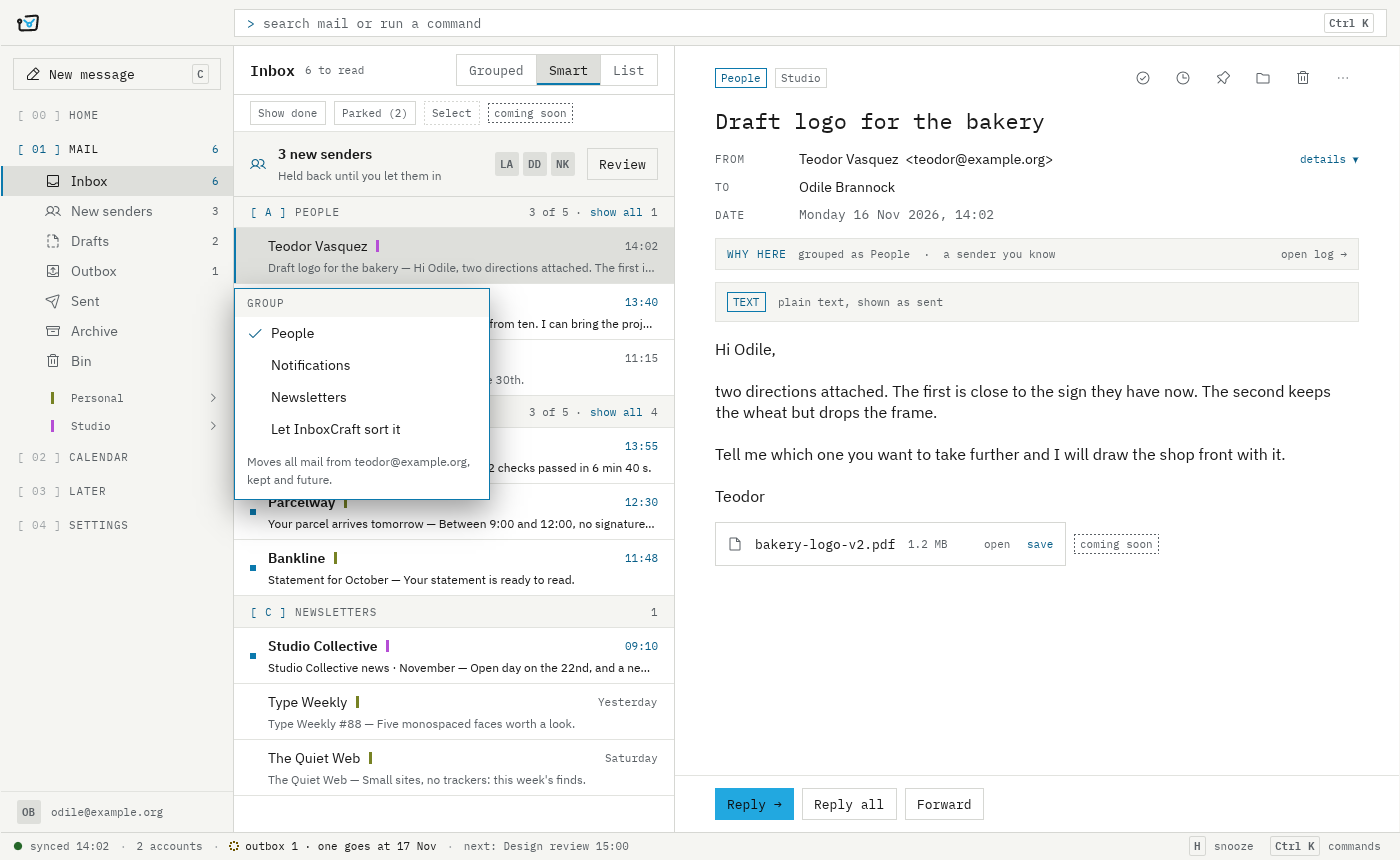 > search mail or run a command Ctrl K
New message C
[ 00 ] HOME
[ 01 ] MAIL 6
Inbox 6
New senders 3
Drafts 2
Outbox 1
Sent
Archive
Bin
Personal
Studio
[ 02 ] CALENDAR
[ 03 ] LATER
[ 04 ] SETTINGS
OB odile@example.org
Inbox 6 to read Grouped Smart List
Show done Parked (2) Select coming soon
3 new senders
Held back until you let them in
LA DD NK Review
[ A ] PEOPLE 3 of 5 · show all 1
Teodor Vasquez 14:02
Draft logo for the bakery — Hi Odile, two directions attached. The first i…
13:40
from ten. I can bring the proj…
11:15
30th.
3 of 5 · show all 4
13:55
checks passed in 6 min 40 s.
GROUP
People
Notifications
Newsletters
Let InboxCraft sort it
Moves all mail from teodor@example.org,
kept and future.
Parcelway 12:30
Your parcel arrives tomorrow — Between 9:00 and 12:00, no signature…
Bankline 11:48
Statement for October — Your statement is ready to read.
[ C ] NEWSLETTERS 1
Studio Collective 09:10
Studio Collective news · November — Open day on the 22nd, and a ne…
Type Weekly Yesterday
Type Weekly #88 — Five monospaced faces worth a look.
The Quiet Web Saturday
The Quiet Web — Small sites, no trackers: this week's finds.
People Studio ···
Draft logo for the bakery
FROM Teodor Vasquez <teodor@example.org> details ▾
TO Odile Brannock
DATE Monday 16 Nov 2026, 14:02
WHY HERE grouped as People · a sender you know open log →
TEXT plain text, shown as sent
Hi Odile,
two directions attached. The first is close to the sign they have now. The second keeps
the wheat but drops the frame.
Tell me which one you want to take further and I will draw the shop front with it.
Teodor
bakery-logo-v2.pdf 1.2 MB open save coming soon
Reply → Reply all Forward
synced 14:02 · 2 accounts · outbox 1 · one goes at 17 Nov · next: Design review 15:00 H snooze Ctrl K commands